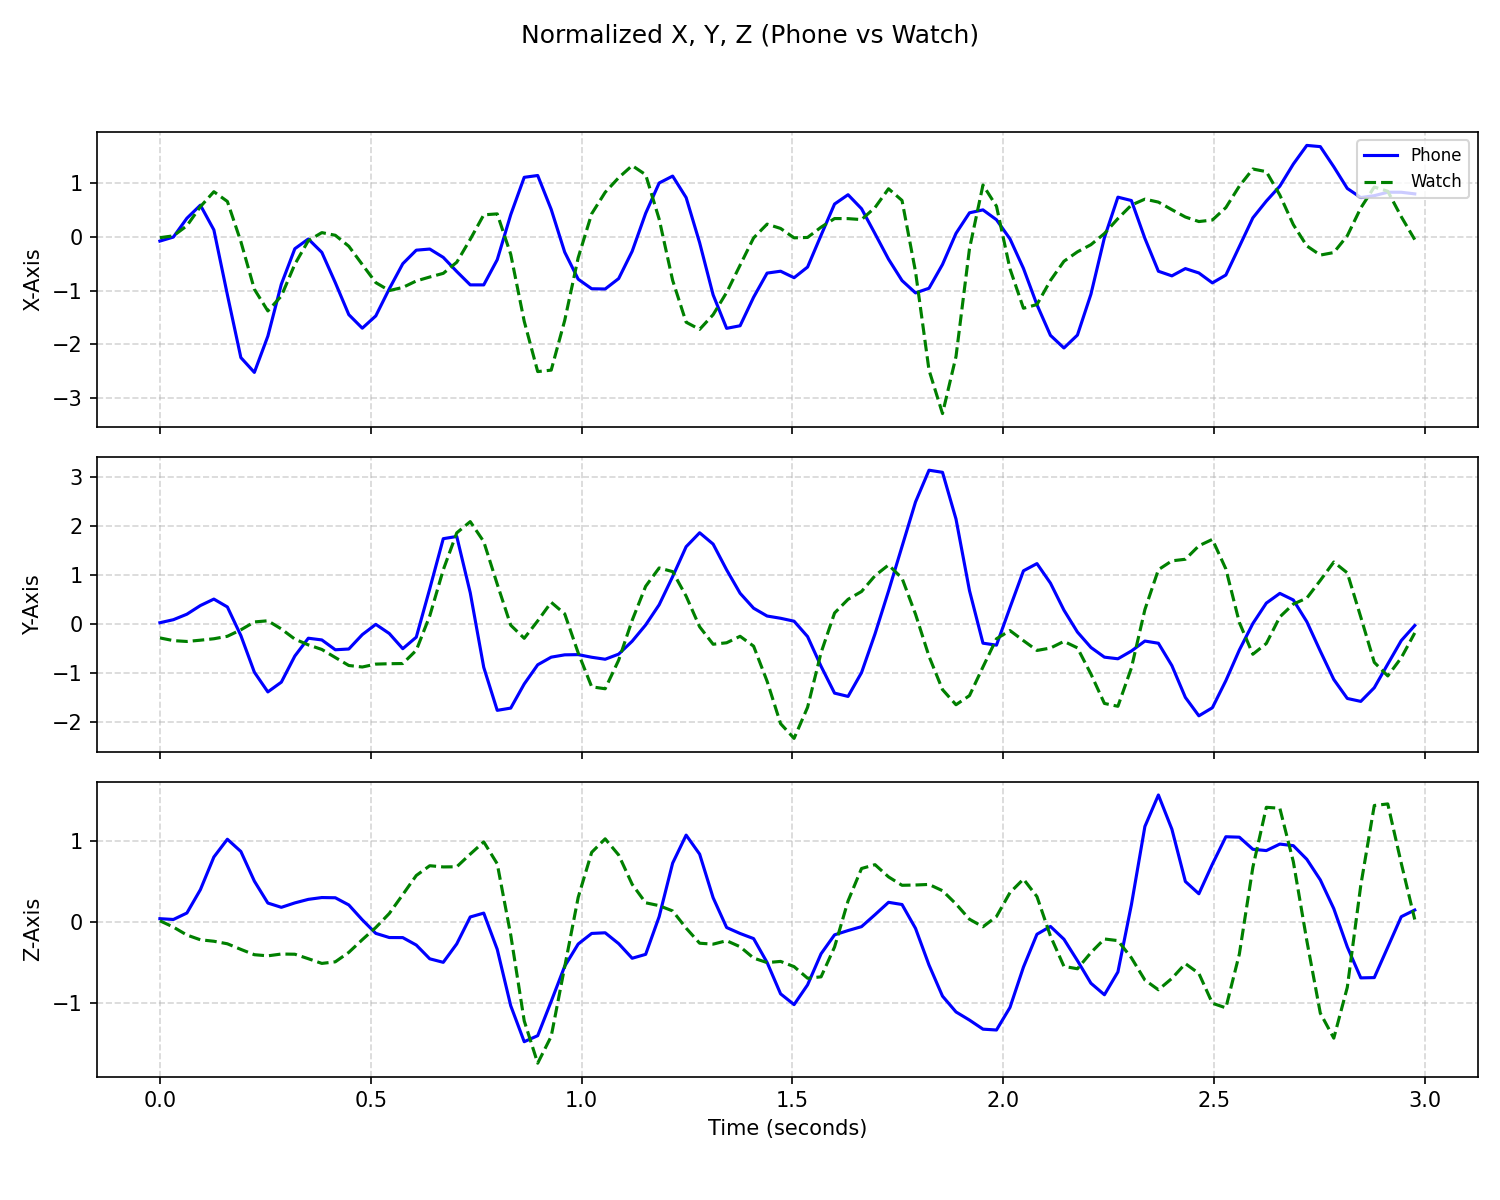 Normalized X, Y, Z (Phone vs Watch)
Phone
Watch
1
0
−1
−2
−3
X-Axis
3
2
1
0
−1
−2
Y-Axis
1
0
−1
Z-Axis
0.0 0.5 1.0 1.5 2.0 2.5 3.0
Time (seconds)